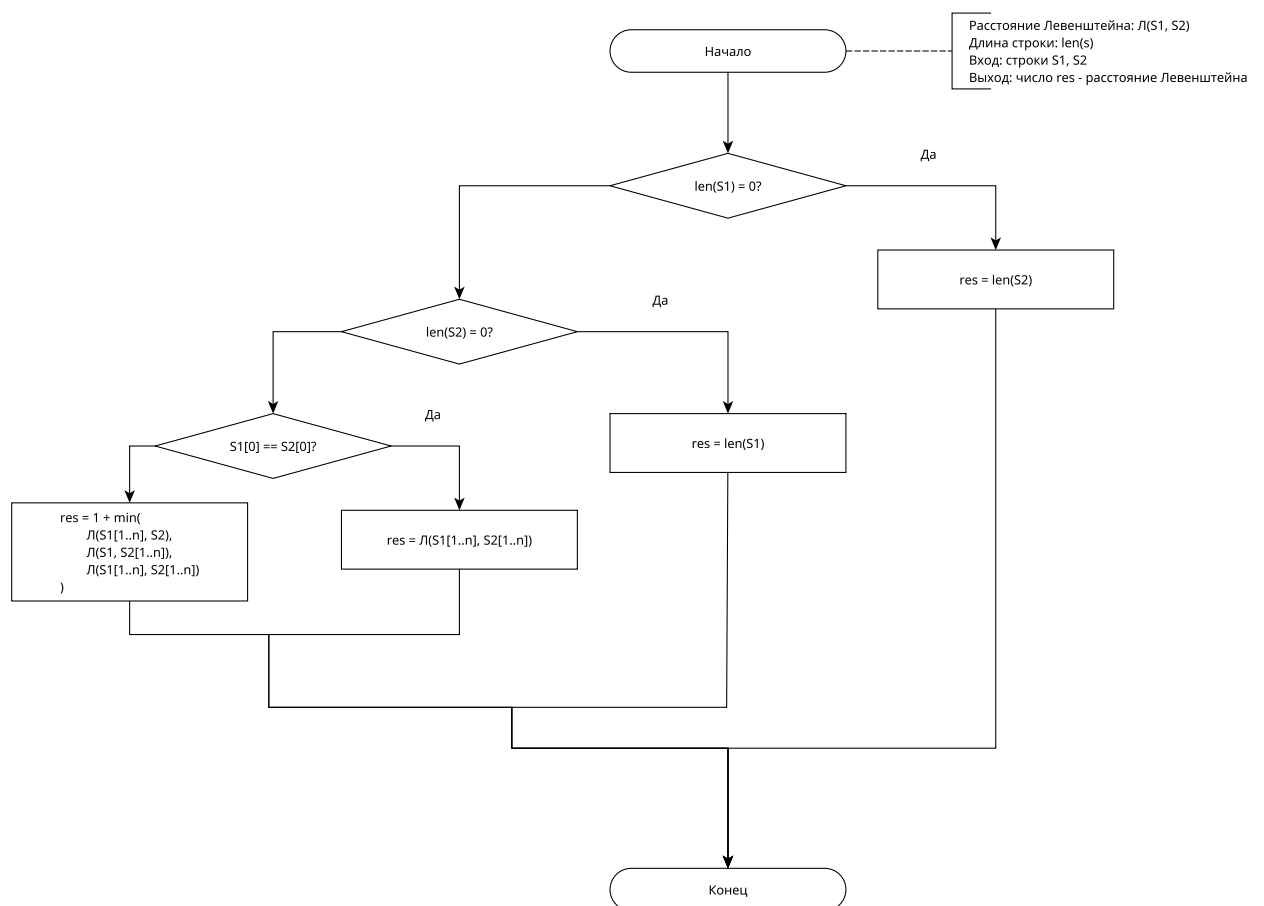 Начало
Расстояние Левенштейна: Л(S1, S2)
Длина строки: len(s)
Вход: строки S1, S2
Выход: число res - расстояние Левенштейна
Да
len(S1) = 0?
res = len(S2)
Да
len(S2) = 0?
Да
S1[0] == S2[0]?
res = len(S1)
res = 1 + min(
Л(S1[1..n], S2),
Л(S1, S2[1..n]),
Л(S1[1..n], S2[1..n])
)
res = Л(S1[1..n], S2[1..n])
Конец